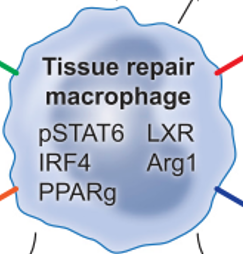 Tissue repair
macrophage
pSTAT6 LXR
IRF4 Arg1
PPARg